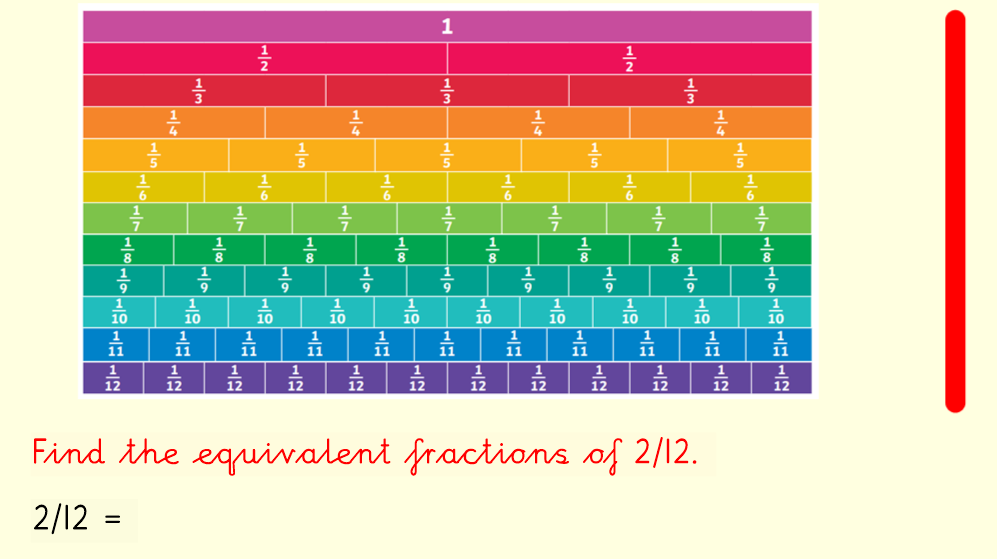 1
1/2 1/2
1/3 1/3 1/3
1/4 1/4 1/4 1/4
1/5 1/5 1/5 1/5 1/5
1/6 1/6 1/6 1/6 1/6 1/6
1/7 1/7 1/7 1/7 1/7 1/7 1/7
1/8 1/8 1/8 1/8 1/8 1/8 1/8 1/8
1/9 1/9 1/9 1/9 1/9 1/9 1/9 1/9 1/9
1/10 1/10 1/10 1/10 1/10 1/10 1/10 1/10 1/10 1/10
1/11 1/11 1/11 1/11 1/11 1/11 1/11 1/11 1/11 1/11 1/11
1/12 1/12 1/12 1/12 1/12 1/12 1/12 1/12 1/12 1/12 1/12 1/12
Find the equivalent fractions of 2/12.
2/12 =